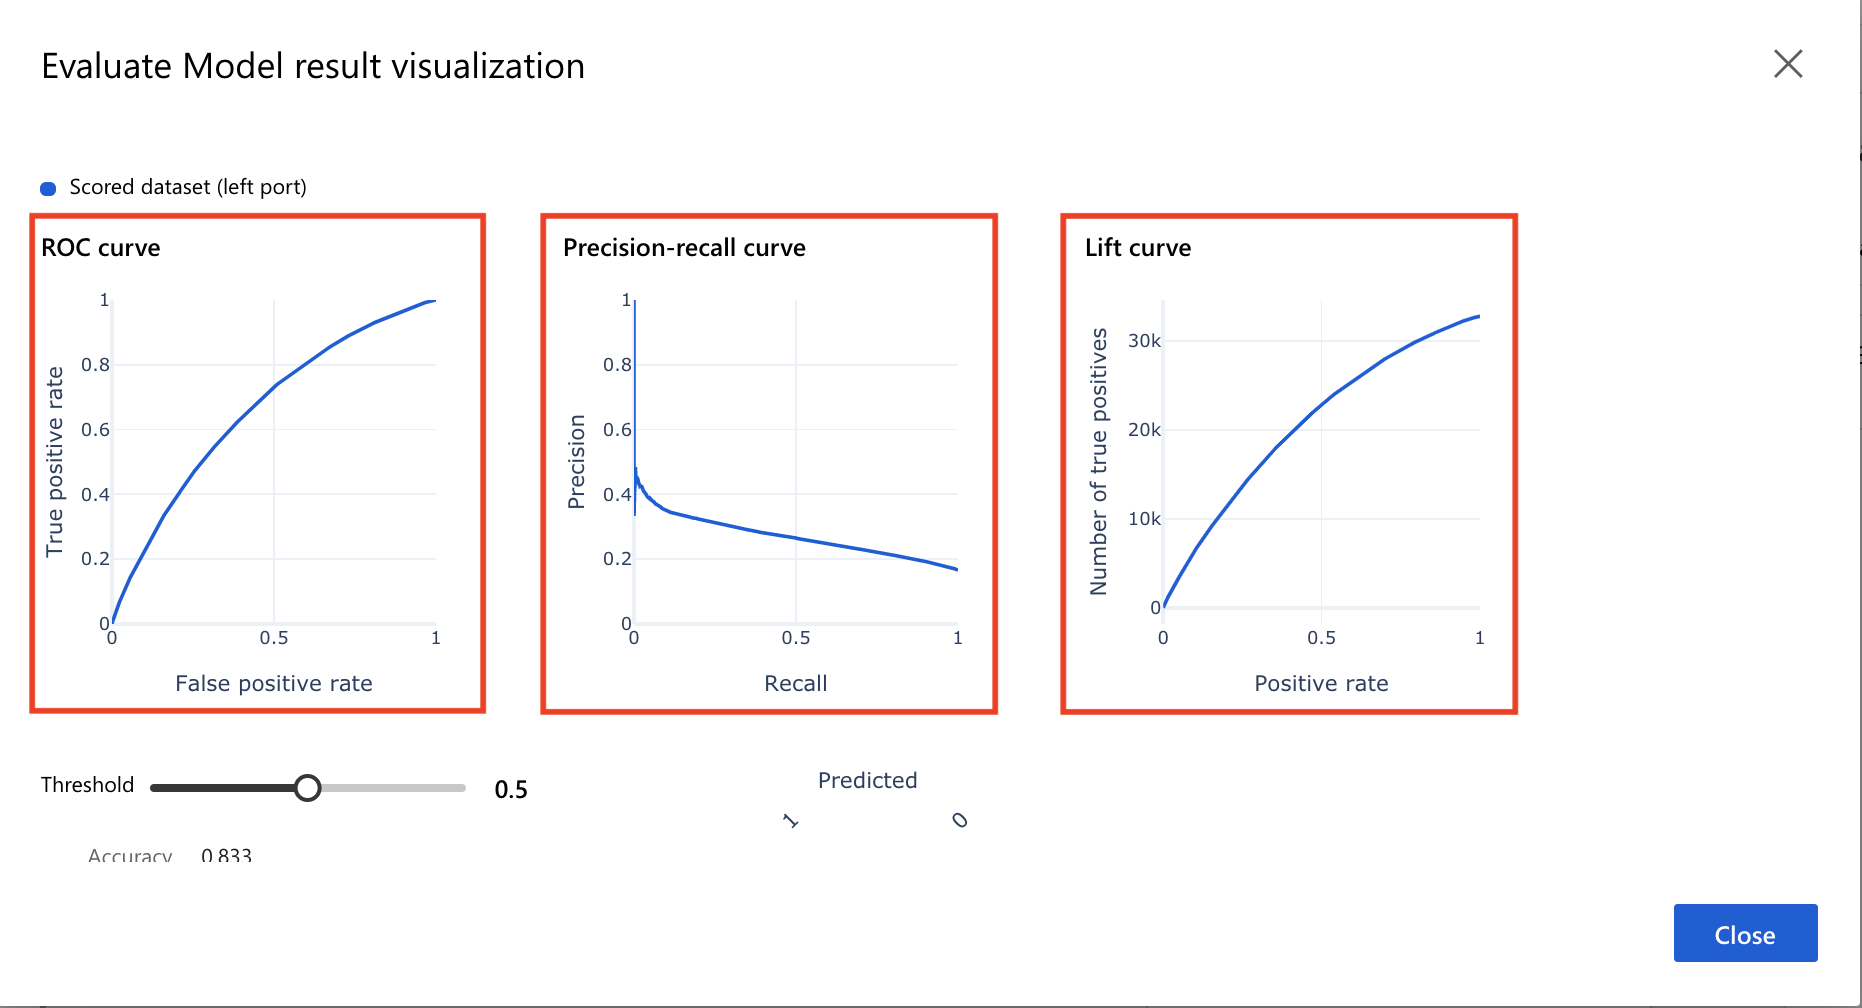 Evaluate Model result visualization
Scored dataset (left port)
ROC curve
1
0.8
0.6
0.4
0.2
0
0 0.5 1
True positive rate
False positive rate
Precision-recall curve
1
0.8
0.6
0.4
0.2
0
0 0.5 1
Precision
Recall
Lift curve
30k
20k
10k
0
0 0.5 1
Number of true positives
Positive rate
Threshold 0.5
Predicted
1 0
Accuracy 0.833
Close